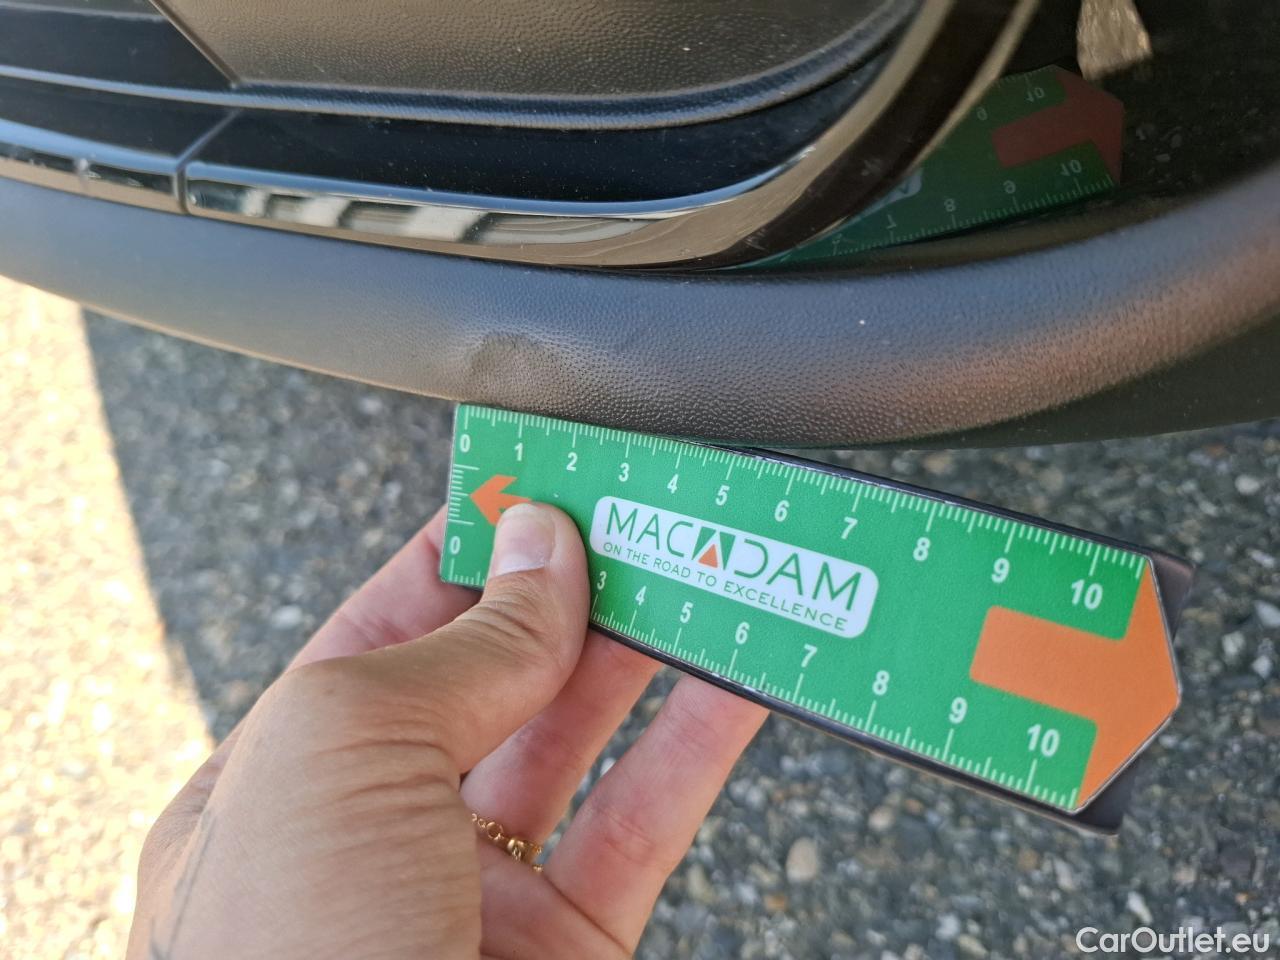 0 1 2 3 4 5 6 7 8 9 10
MACADAM
ON THE ROAD TO EXCELLENCE
0 3 4 5 6 7 8 9 10
CarOutlet.eu